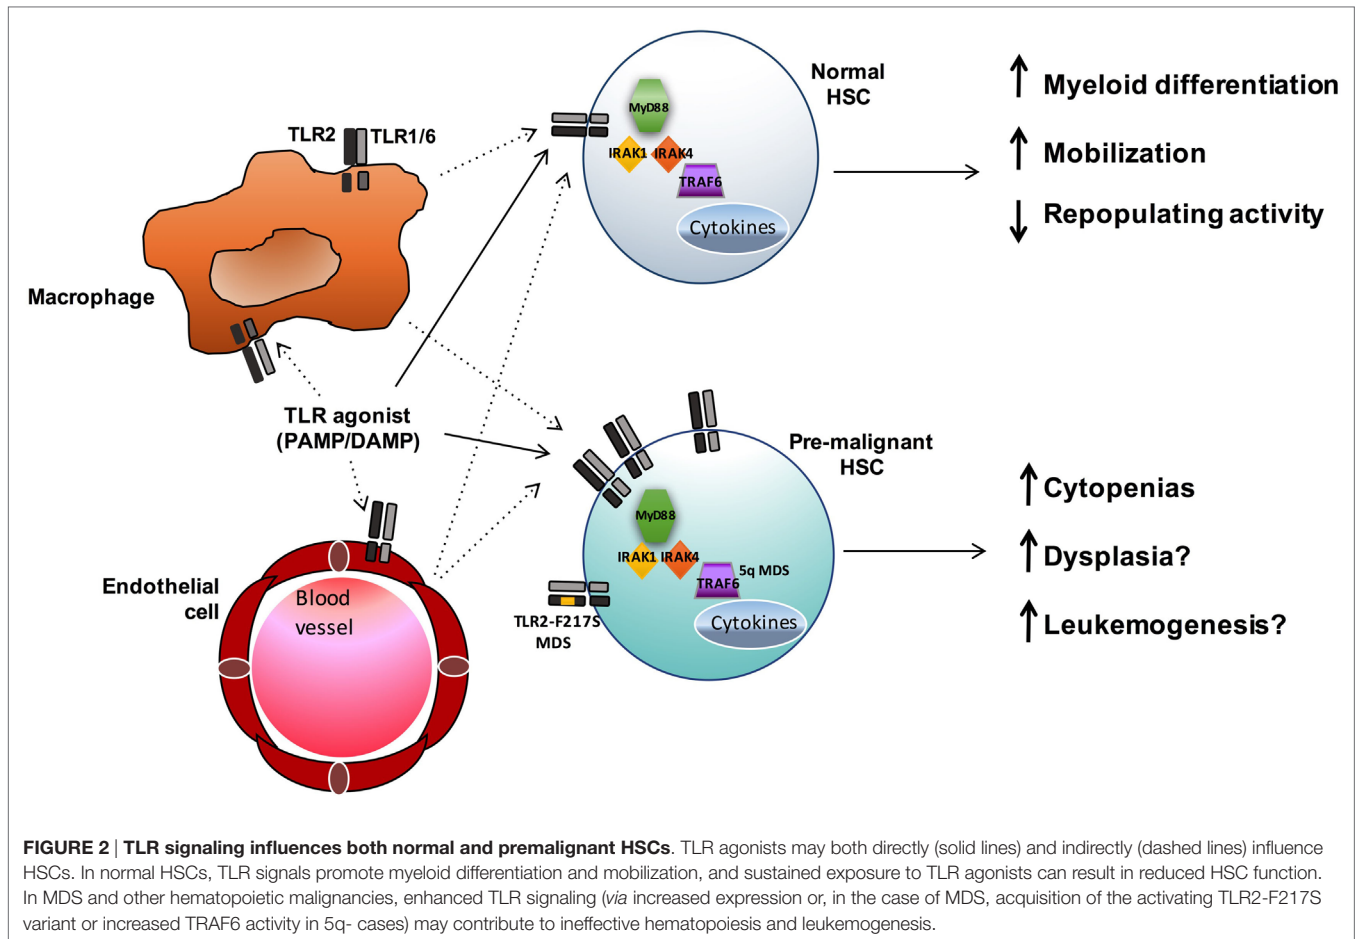 Normal
HSC
MyD88
IRAK1 IRAK4
TRAF6
Cytokines
Myeloid differentiation
Mobilization
Repopulating activity
TLR2 TLR1/6
Macrophage
TLR agonist
(PAMP/DAMP)
Endothelial
cell
Blood
vessel
Pre-malignant
HSC
MyD88
IRAK1 IRAK4
TRAF6 5q MDS
Cytokines
TLR2-F217S
MDS
Cytopenias
Dysplasia?
Leukemogenesis?
FIGURE 2 | TLR signaling influences both normal and premalignant HSCs. TLR agonists may both directly (solid lines) and indirectly (dashed lines) influence
HSCs. In normal HSCs, TLR signals promote myeloid differentiation and mobilization, and sustained exposure to TLR agonists can result in reduced HSC function.
In MDS and other hematopoietic malignancies, enhanced TLR signaling (via increased expression or, in the case of MDS, acquisition of the activating TLR2-F217S
variant or increased TRAF6 activity in 5q- cases) may contribute to ineffective hematopoiesis and leukemogenesis.